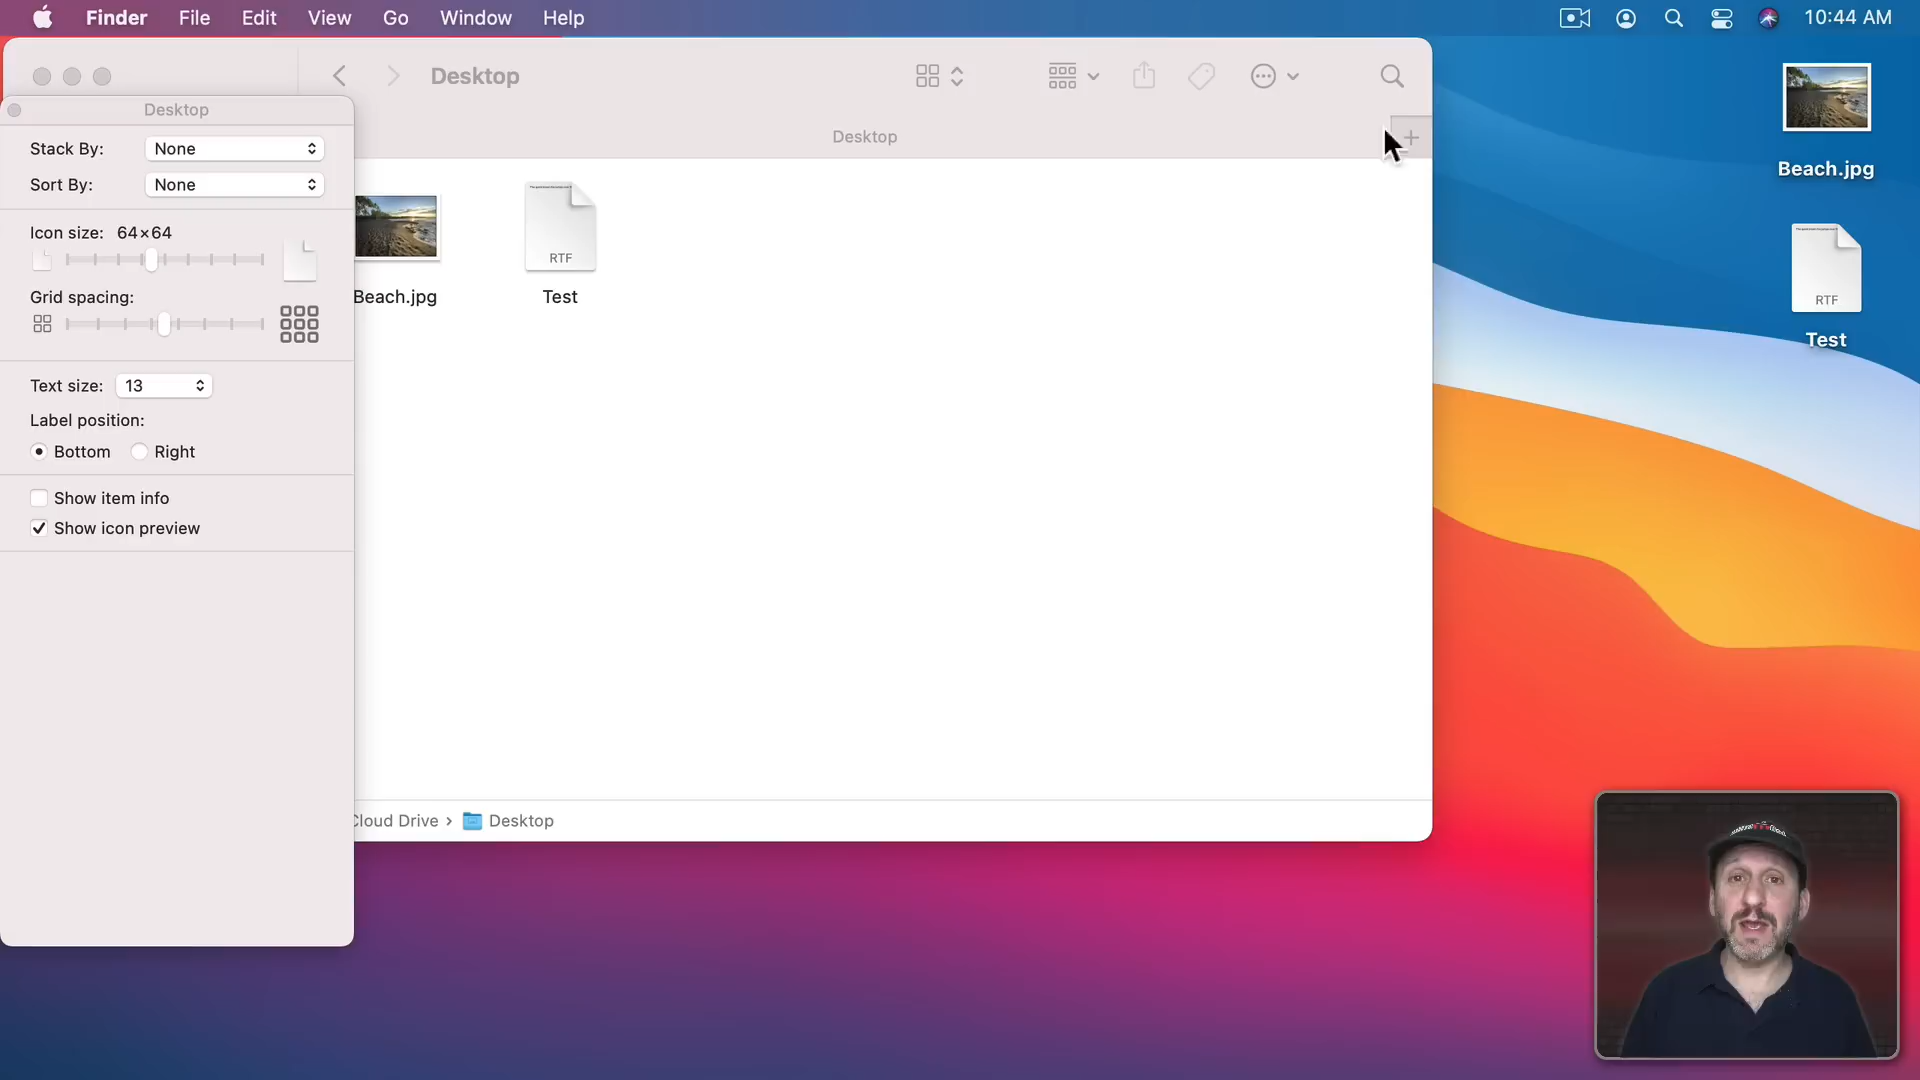 Finder File Edit View Go Window Help 10:44 AM
Desktop
Desktop
Desktop
Stack By: None
Sort By: None
Icon size: 64×64
Grid spacing:
Text size: 13
Label position:
Bottom Right
Show item info
Show icon preview
Beach.jpg
RTF
Test
Cloud Drive › Desktop
Beach.jpg
RTF
Test